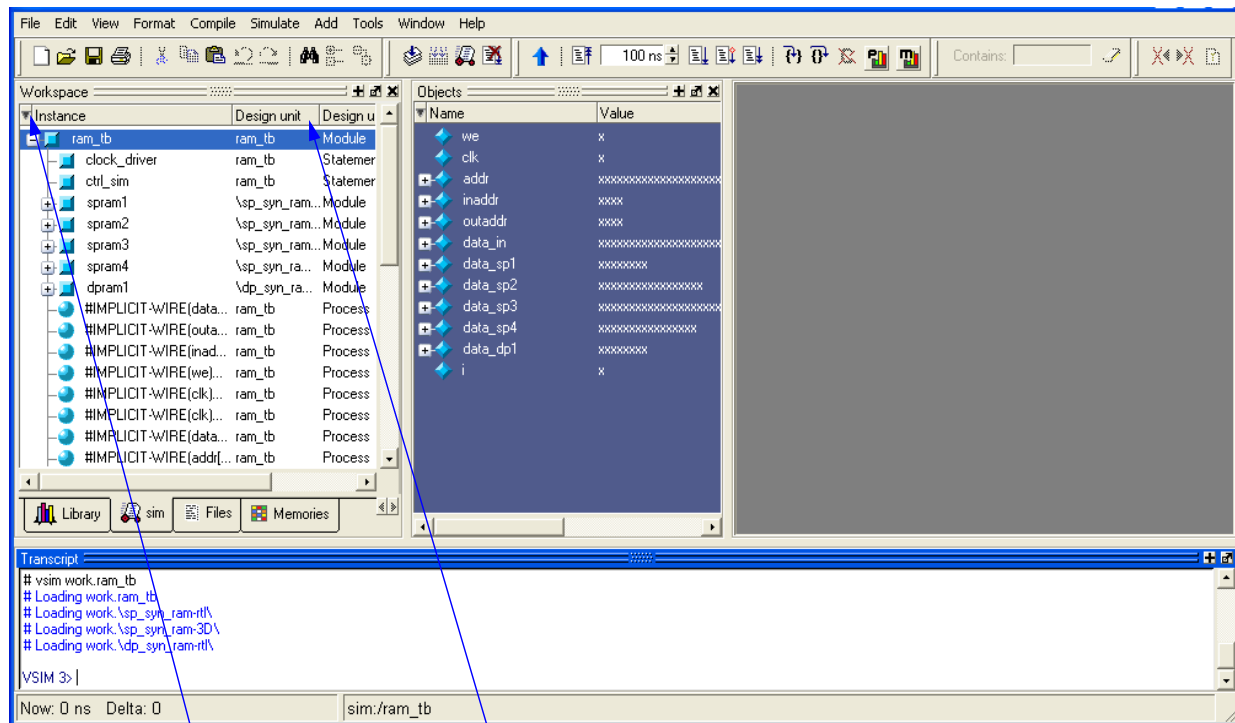 File Edit View Format Compile Simulate Add Tools Window Help
100 ns Contains:
Workspace
Instance Design unit Design u
ram_tb ram_tb Module
clock_driver ram_tb Statemer
ctrl_sim ram_tb Statemer
spram1 \sp_syn_ram... Module
spram2 \sp_syn_ram... Module
spram3 \sp_syn_ram... Module
spram4 \sp_syn_ra... Module
dpram1 \dp_syn_ra... Module
#IMPLICIT-WIRE(data... ram_tb Process
#IMPLICIT-WIRE(outa... ram_tb Process
#IMPLICIT-WIRE(inad... ram_tb Process
#IMPLICIT-WIRE(we)... ram_tb Process
#IMPLICIT-WIRE(clk)... ram_tb Process
#IMPLICIT-WIRE(clk)... ram_tb Process
#IMPLICIT-WIRE(data... ram_tb Process
#IMPLICIT-WIRE(addr[... ram_tb Process
Library sim Files Memories
Objects
Name Value
we x
clk x
addr xxxxxxxxxxxxxxxxxxxx
inaddr xxxx
outaddr xxxx
data_in xxxxxxxxxxxxxxxxxxxx
data_sp1 xxxxxxxx
data_sp2 xxxxxxxxxxxxxxxxx
data_sp3 xxxxxxxxxxxxxxxxxxxx
data_sp4 xxxxxxxxxxxxxxxx
data_dp1 xxxxxxxx
i x
Transcript
# vsim work.ram_tb
# Loading work.ram_tb
# Loading work.\sp_syn_ram-rtl\
# Loading work.\sp_syn_ram-3D\
# Loading work.\dp_syn_ram-rtl\
VSIM 3>
Now: 0 ns Delta: 0 sim:/ram_tb